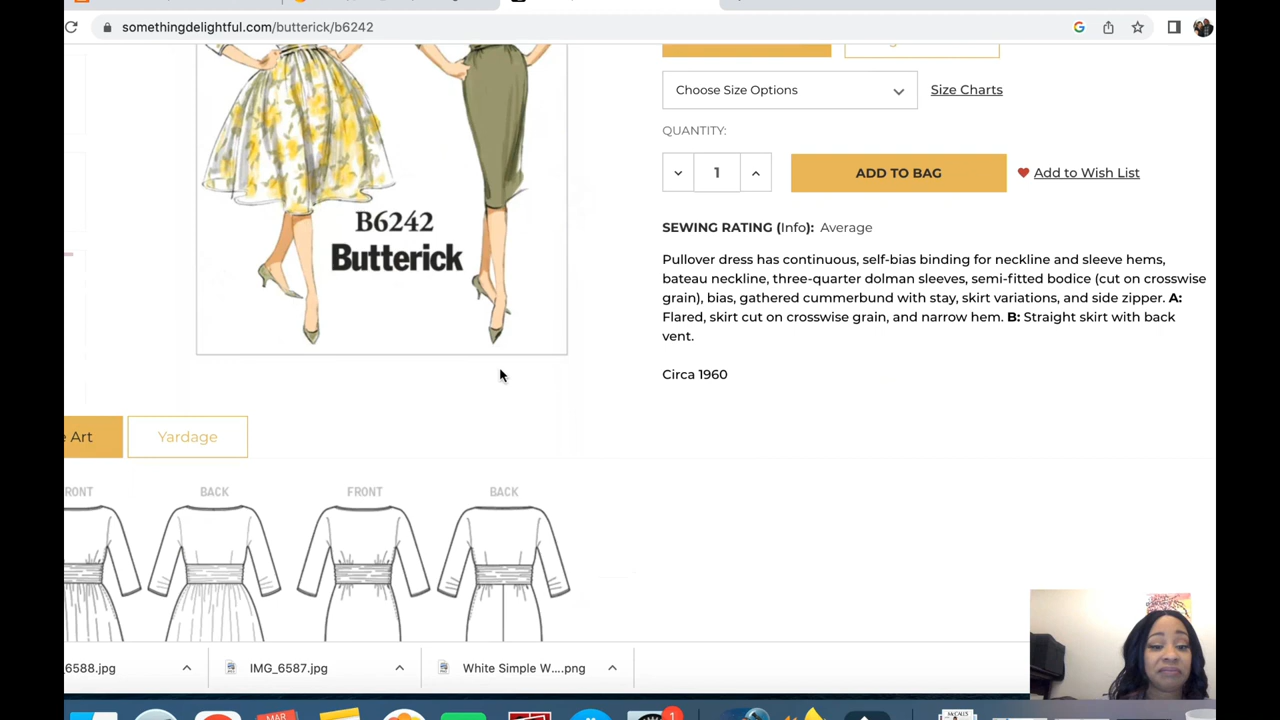 somethingdelightful.com/butterick/b6242
Choose Size Options
Size Charts
QUANTITY:
1
ADD TO BAG
Add to Wish List
B6242
Butterick
SEWING RATING (Info): Average
Pullover dress has continuous, self-bias binding for neckline and sleeve hems,
bateau neckline, three-quarter dolman sleeves, semi-fitted bodice (cut on crosswise
grain), bias, gathered cummerbund with stay, skirt variations, and side zipper. A:
Flared, skirt cut on crosswise grain, and narrow hem. B: Straight skirt with back
vent.
Circa 1960
Art
Yardage
RONT
BACK
FRONT
BACK
6588.jpg
IMG_6587.jpg
White Simple W....png
MAR
1
McCALLS